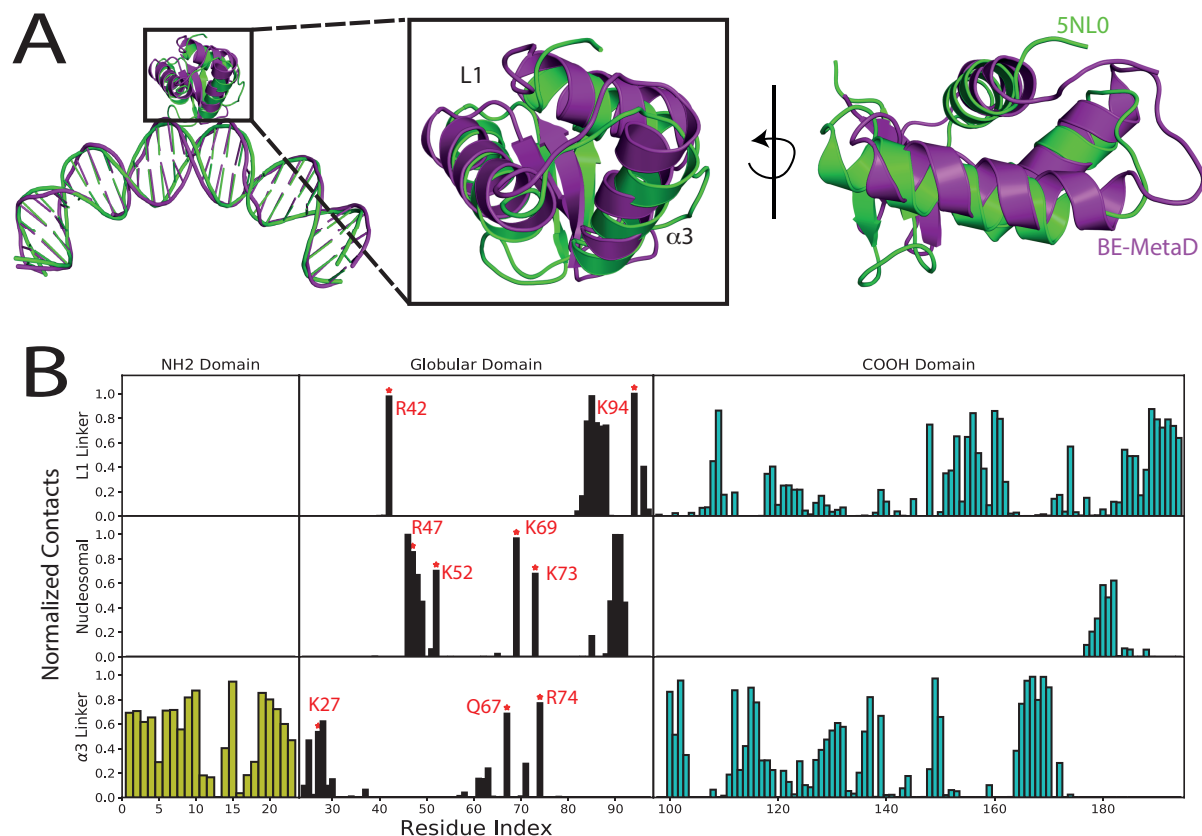 A
L1
α3
5NL0
BE-MetaD
B
NH2 Domain
Globular Domain
COOH Domain
Normalized Contacts
L1 Linker
1.0
0.8
0.6
0.4
0.2
0.0
R42
K94
Nucleosomal
1.0
0.8
0.6
0.4
0.2
0.0
R47
K52
K69
K73
α3 Linker
1.0
0.8
0.6
0.4
0.2
0.0
K27
Q67
R74
0 5 10 15 20
30 40 50 60 70 80 90
100 120 140 160 180
Residue Index